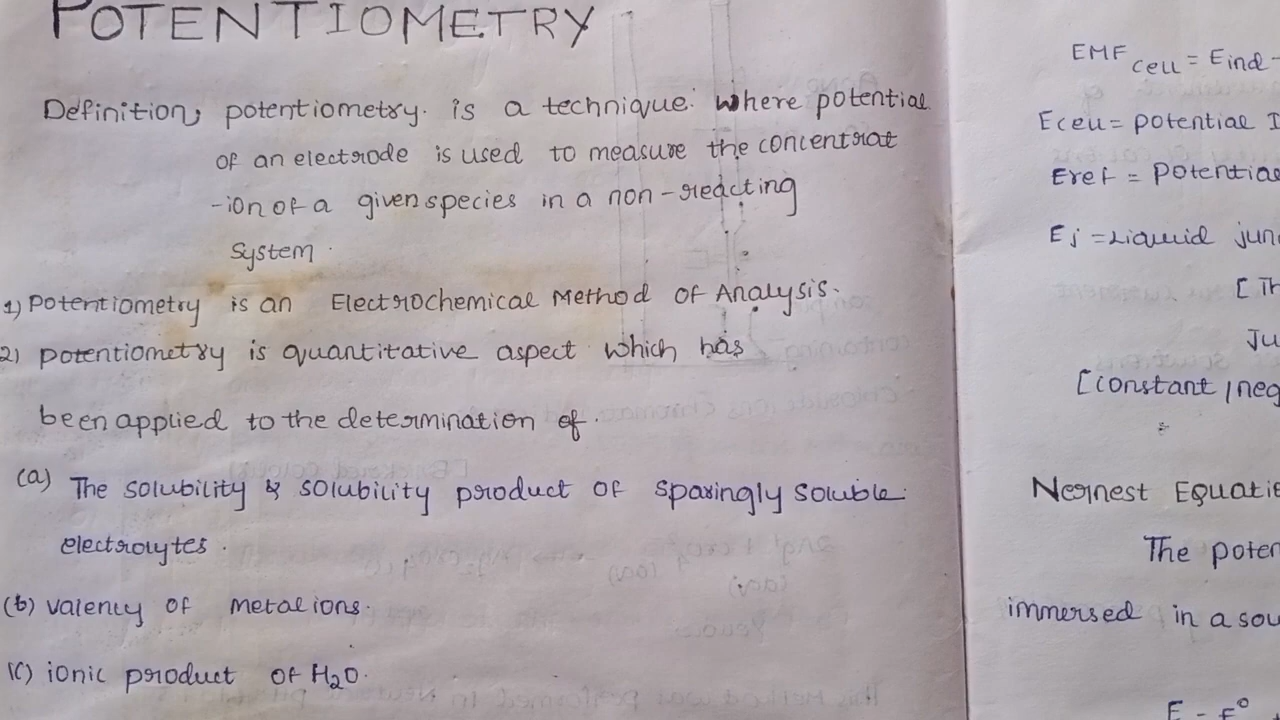 POTENTIOMETRY
Definition, potentiometry. is a technique where potential
of an electrode is used to measure the concentrat
-ion of a given species in a non-reacting
system.
1) Potentiometry is an Electrochemical Method of Analysis.
2) potentiometry is quantitative aspect which has
been applied to the determination of.
(a) The solubility & solubility product of sparingly soluble
electrolytes.
(b) valency of metal ions.
(c) ionic product of H₂O.
EMF cell = Eind -
Ecell = potential I
Eref = Potential
Ej = Liquid jun
[Th
Ju
[constant / neg
Nernest Equati
The poten
immersed in a sou
E = E°